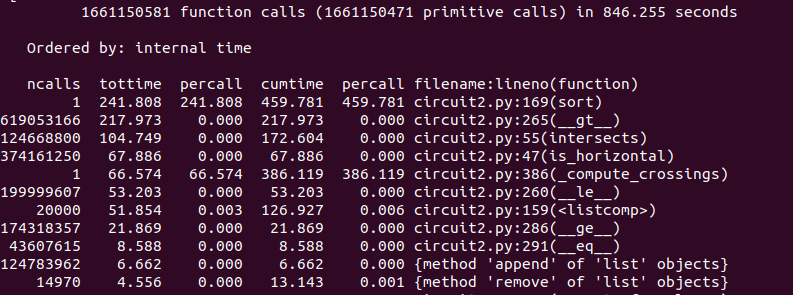 1661150581 function calls (1661150471 primitive calls) in 846.255 seconds
Ordered by: internal time
ncalls tottime percall cumtime percall filename:lineno(function)
1 241.808 241.808 459.781 459.781 circuit2.py:169(sort)
619053166 217.973 0.000 217.973 0.000 circuit2.py:265(__gt__)
124668800 104.749 0.000 172.604 0.000 circuit2.py:55(intersects)
374161250 67.886 0.000 67.886 0.000 circuit2.py:47(is_horizontal)
1 66.574 66.574 386.119 386.119 circuit2.py:386(_compute_crossings)
199999607 53.203 0.000 53.203 0.000 circuit2.py:260(__le__)
20000 51.854 0.003 126.927 0.006 circuit2.py:159(<listcomp>)
174318357 21.869 0.000 21.869 0.000 circuit2.py:286(__ge__)
43607615 8.588 0.000 8.588 0.000 circuit2.py:291(__eq__)
124783962 6.662 0.000 6.662 0.000 {method 'append' of 'list' objects}
14970 4.556 0.000 13.143 0.001 {method 'remove' of 'list' objects}